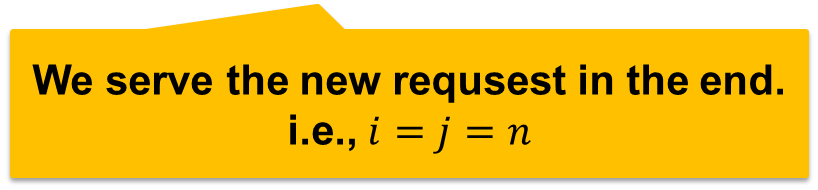 We serve the new requsest in the end.
i.e., 𝑖 = 𝑗 = 𝑛